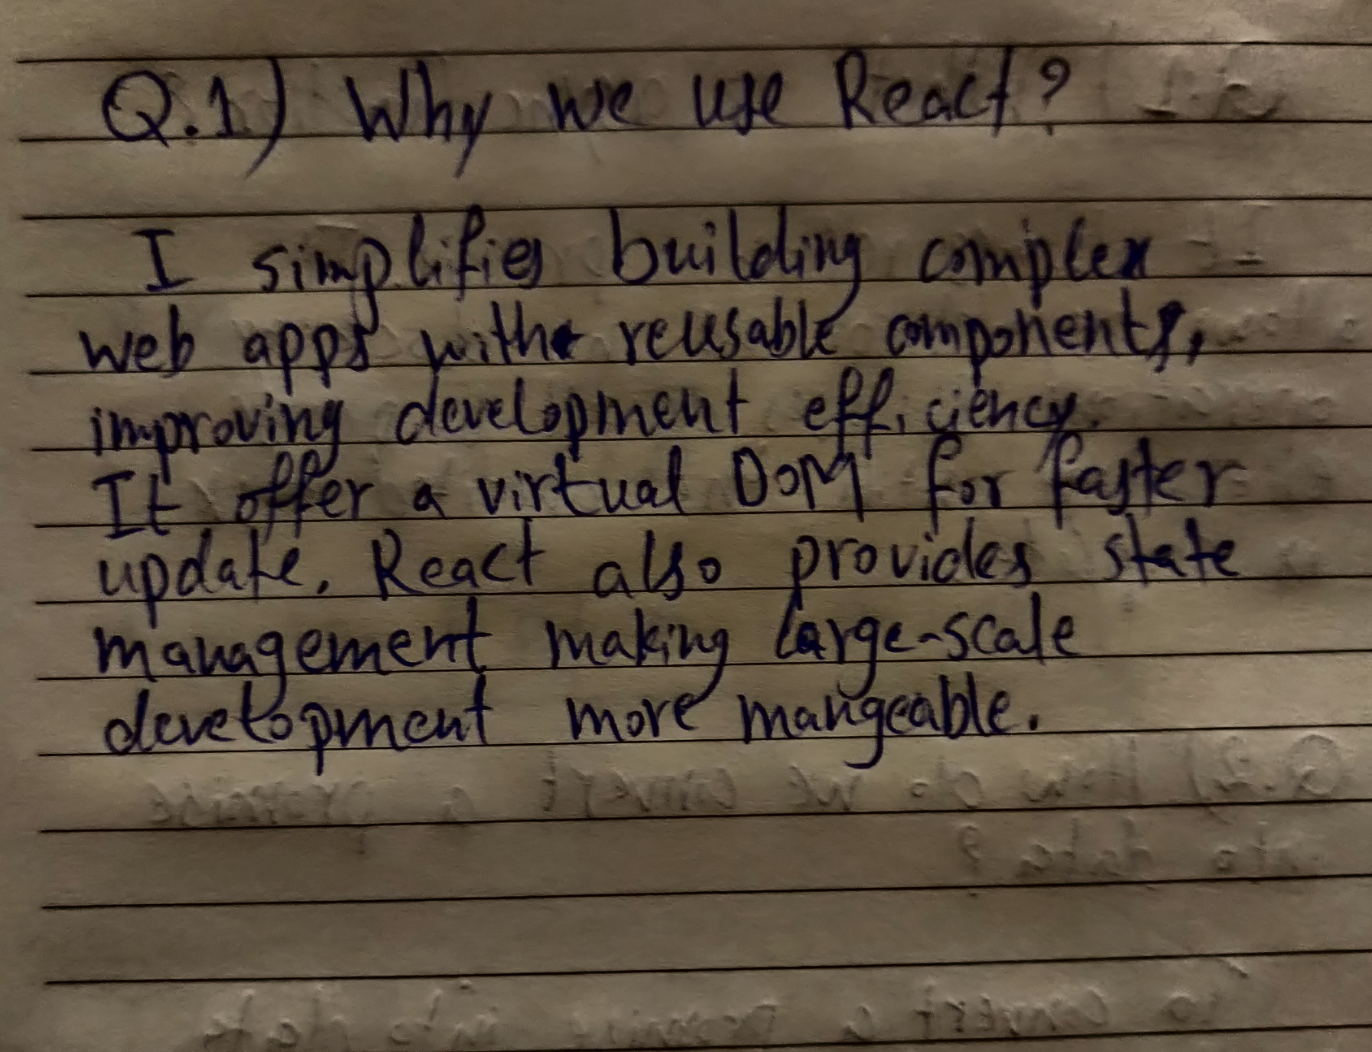 Q.1) Why we use React?
I simplifies building complex
web apps with reusable components,
improving development efficiency.
It offer a virtual DOM for faster
update. React also provides state
management making large-scale
development more mangeable.